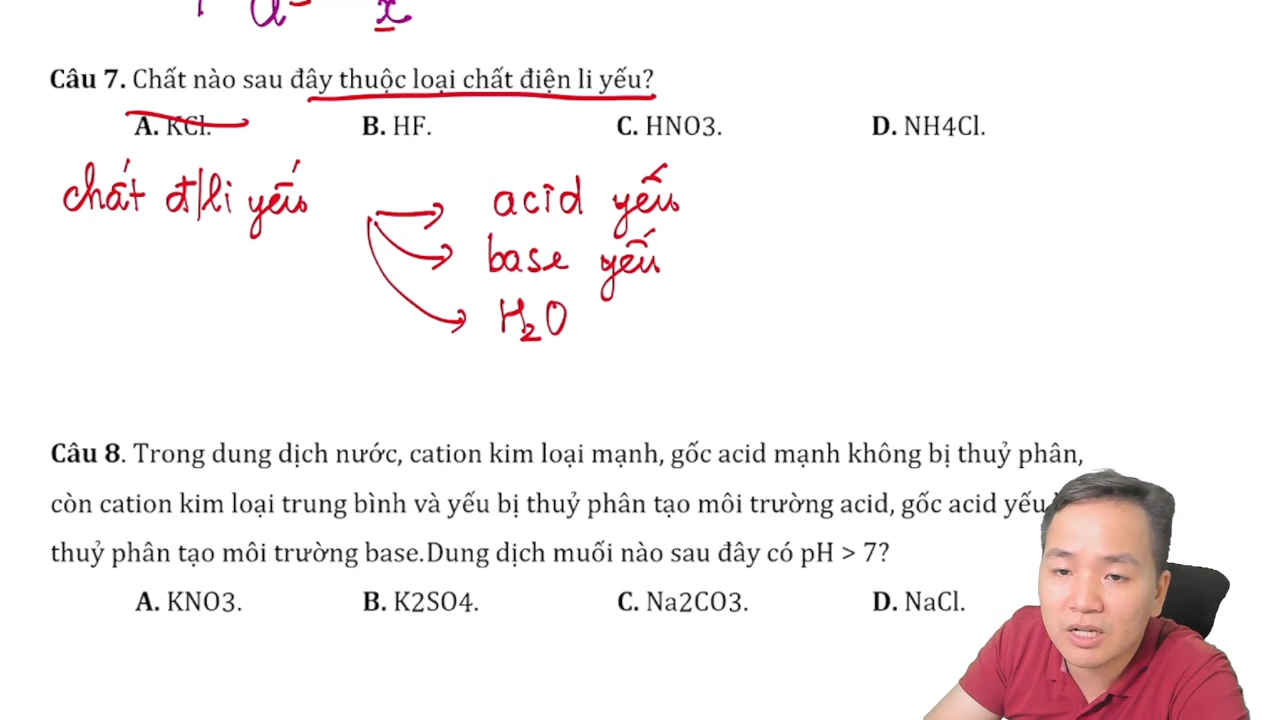 Câu 7. Chất nào sau đây thuộc loại chất điện li yếu?
A. KCl. B. HF. C. HNO3. D. NH4Cl.
chất đ/li yếu acid yếu
base yếu
H2O
Câu 8. Trong dung dịch nước, cation kim loại mạnh, gốc acid mạnh không bị thuỷ phân,
còn cation kim loại trung bình và yếu bị thuỷ phân tạo môi trường acid, gốc acid yếu
thuỷ phân tạo môi trường base.Dung dịch muối nào sau đây có pH > 7?
A. KNO3. B. K2SO4. C. Na2CO3. D. NaCl.